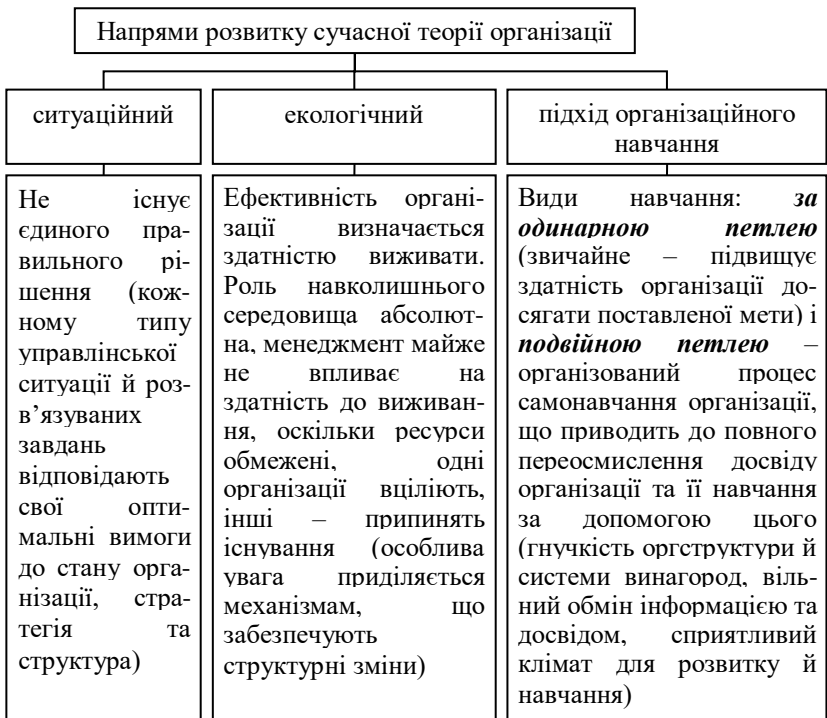 Напрями розвитку сучасної теорії організації
ситуаційний
екологічний
підхід організаційного
навчання
Не існує
єдиного пра-
вильного рі-
шення (кож-
ному типу
управлінської
ситуації й роз-
в’язуваних
завдань
відповідають
свої опти-
мальні вимоги
до стану орга-
нізації, стра-
тегія та
структура)
Ефективність органі-
зації визначається
здатністю виживати.
Роль навколишнього
середовища абсолют-
на, менеджмент майже
не впливає на
здатність до виживан-
ня, оскільки ресурси
обмежені, одні
організації вціліють,
інші – припинять
існування (особлива
увага приділяється
механізмам, що
забезпечують
структурні зміни)
Види навчання: за
одинарною петлею
(звичайне – підвищує
здатність організації до-
сягати поставленої мети) і
подвійною петлею –
організований процес
самонавчання організації,
що приводить до повного
переосмислення досвіду
організації та її навчання
за допомогою цього
(гнучкість оргструктури й
системи винагород, віль-
ний обмін інформацією та
досвідом, сприятливий
клімат для розвитку й
навчання)